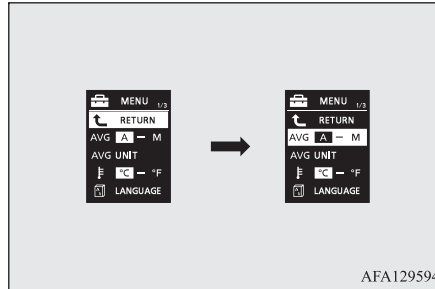 MENU 1/3
RETURN
AVG A – M
AVG UNIT
°C – °F
LANGUAGE
MENU 1/3
RETURN
AVG A – M
AVG UNIT
°C – °F
LANGUAGE
AFA129594